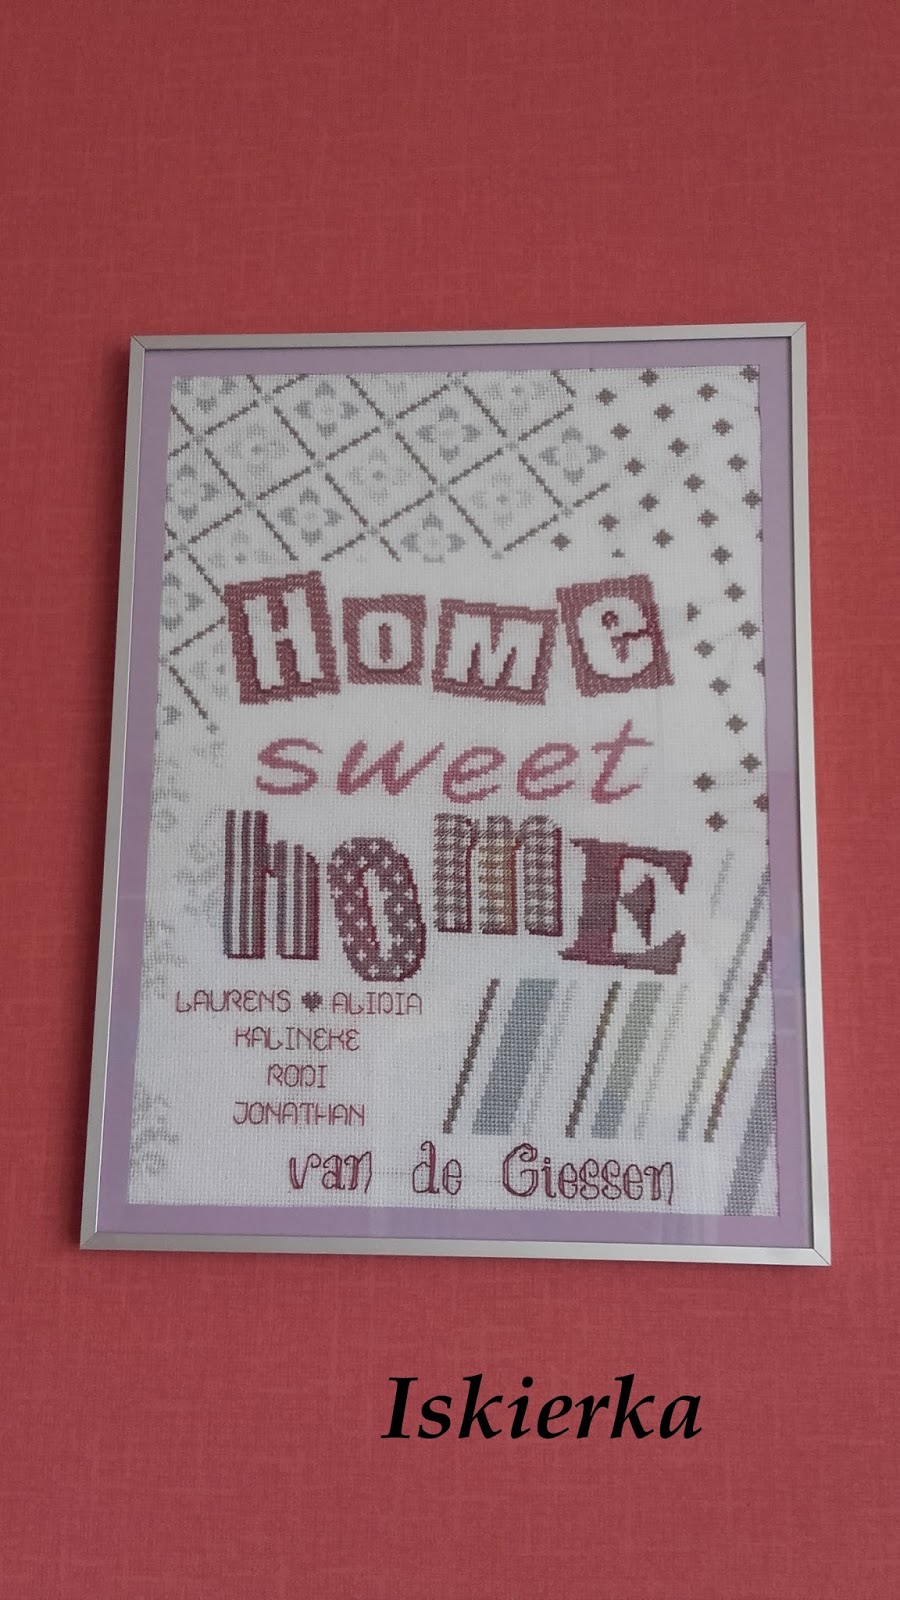 Home
sweet
home
LAURENS ♥ ALIDIA
KALINEKE
RODI
JONATHAN
van de Giessen
Iskierka